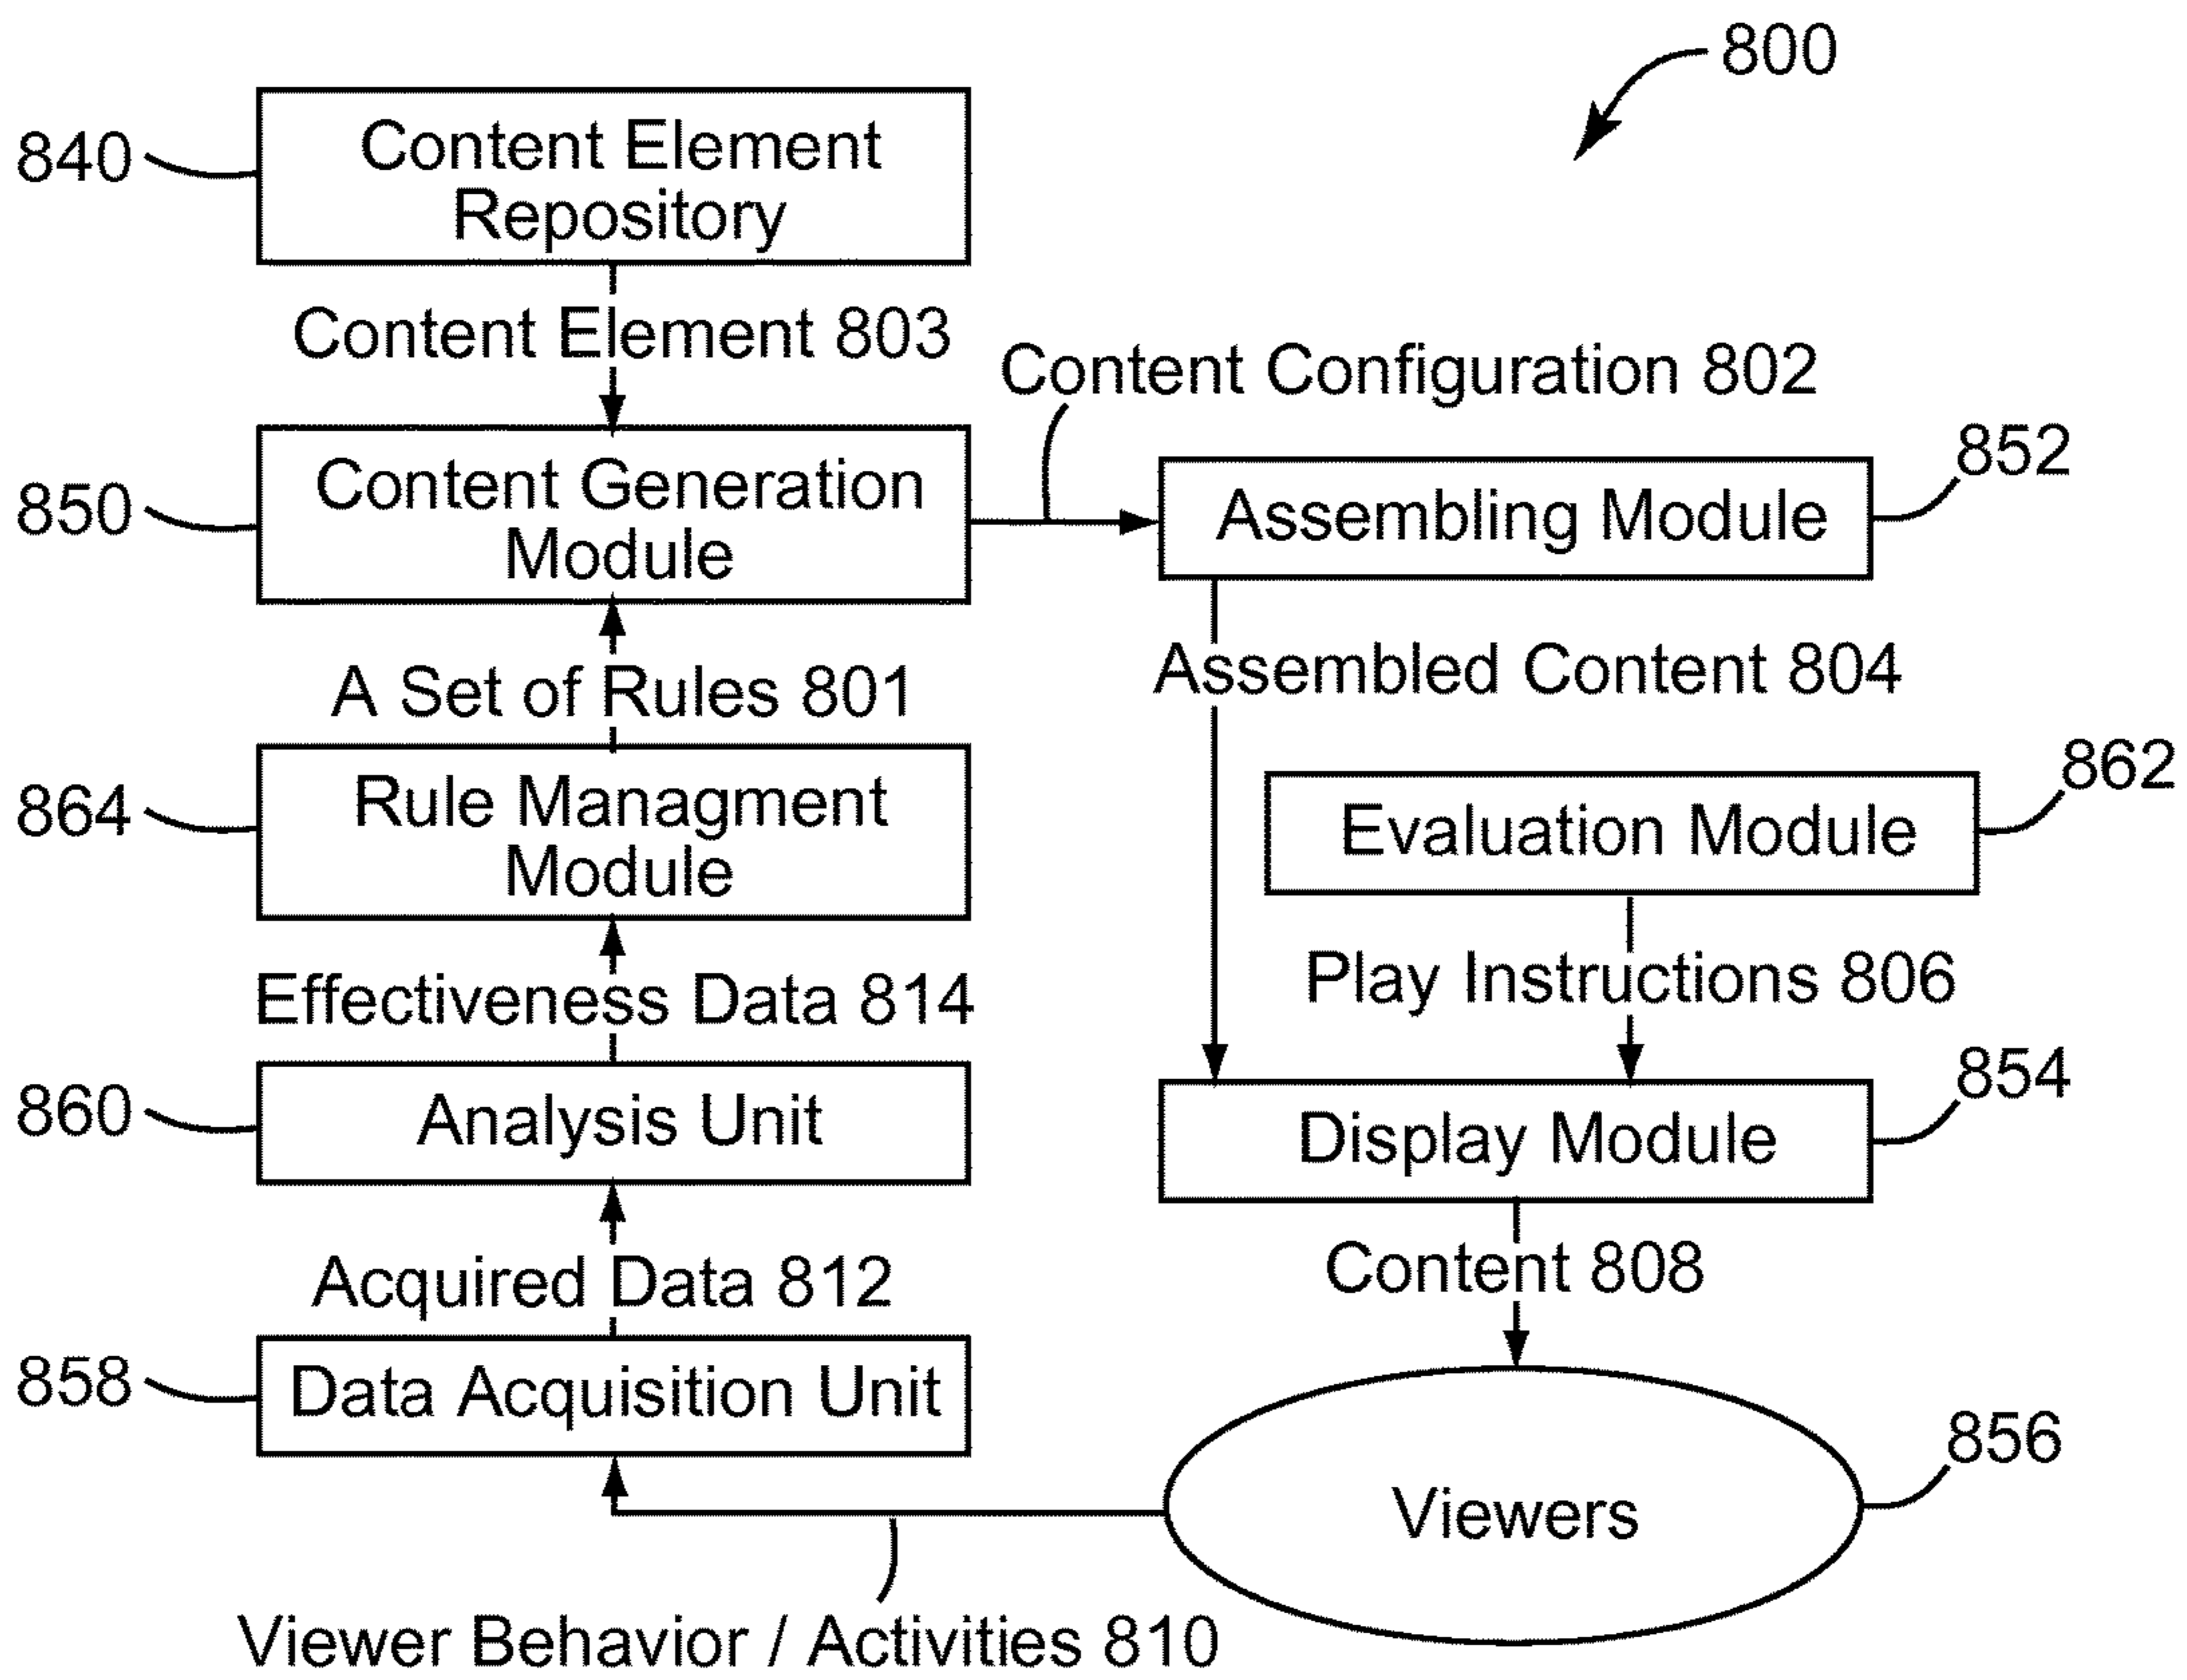 800
840
Content Element
Repository
Content Element 803
Content Configuration 802
850
Content Generation
Module
852
Assembling Module
A Set of Rules 801
Assembled Content 804
864
Rule Managment
Module
862
Evaluation Module
Effectiveness Data 814
Play Instructions 806
860
Analysis Unit
854
Display Module
Acquired Data 812
Content 808
858
Data Acquisition Unit
856
Viewers
Viewer Behavior / Activities 810